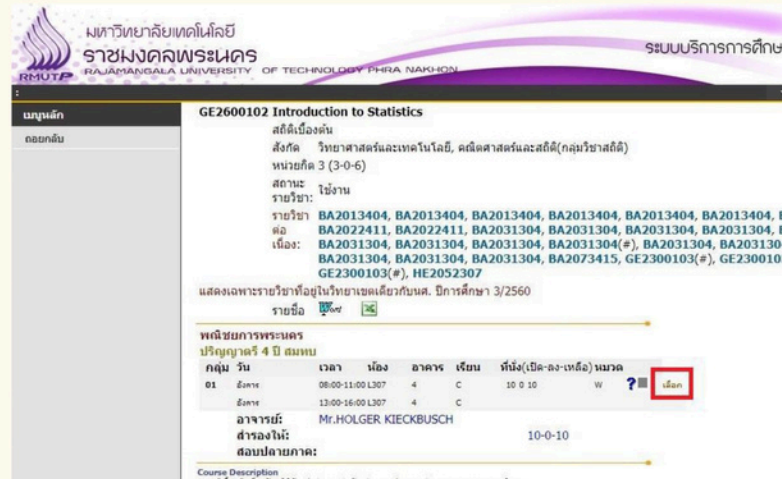 มหาวิทยาลัยเทคโนโลยี
ราชมงคลพระนคร
RAJAMANGALA UNIVERSITY OF TECHNOLOGY PHRA NAKHON
RMUTP
ระบบบริการการศึกษ
:
เมนูหลัก
ถอยกลับ
GE2600102 Introduction to Statistics
สถิติเบื้องต้น
สังกัด วิทยาศาสตร์และเทคโนโลยี, คณิตศาสตร์และสถิติ(กลุ่มวิชาสถิติ)
หน่วยกิต 3 (3-0-6)
สถานะรายวิชา: ใช้งาน
รายวิชา BA2013404, BA2013404, BA2013404, BA2013404, BA2013404, BA2013404,
ต่อ BA2022411, BA2022411, BA2031304, BA2031304, BA2031304, BA2031304,
เนื่อง: BA2031304, BA2031304, BA2031304, BA2031304(#), BA2031304, BA203130
BA2031304, BA2031304, BA2031304, BA2073415, GE2300103(#), GE230010
GE2300103(#), HE2052307
แสดงเฉพาะรายวิชาที่อยู่ในวิทยาเขตเดียวกับนศ. ปีการศึกษา 3/2560
รายชื่อ Word
พณิชยการพระนคร
ปริญญาตรี 4 ปี สมทบ
กลุ่ม วัน เวลา ห้อง อาคาร เรียน ที่นั่ง(เปิด-ลง-เหลือ) หมวด
01 อังคาร 08:00-11:00 L307 4 C 10 0 10 W ? เลือก
อังคาร 13:00-16:00 L307 4 C
อาจารย์: Mr.HOLGER KIECKBUSCH
สำรองให้: 10-0-10
สอบปลายภาค:
Course Description